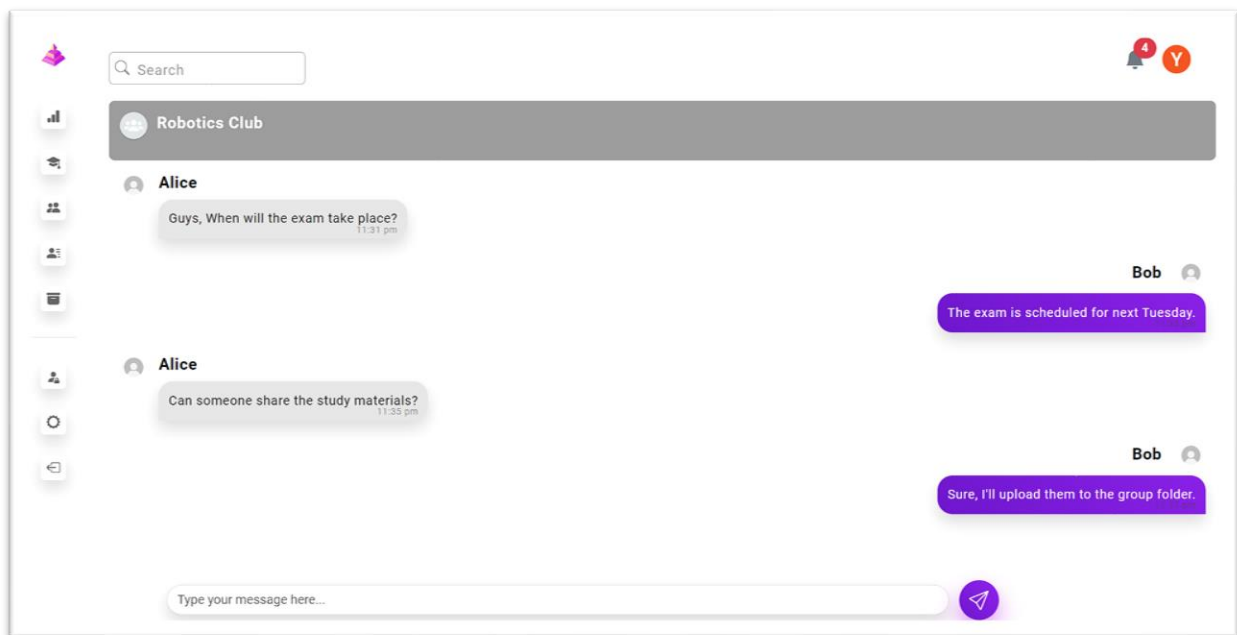 4
Y
Search
Robotics Club
Alice
Guys, When will the exam take place?
11:31 pm
Bob
The exam is scheduled for next Tuesday.
Alice
Can someone share the study materials?
11:35 pm
Bob
Sure, I'll upload them to the group folder.
Type your message here...